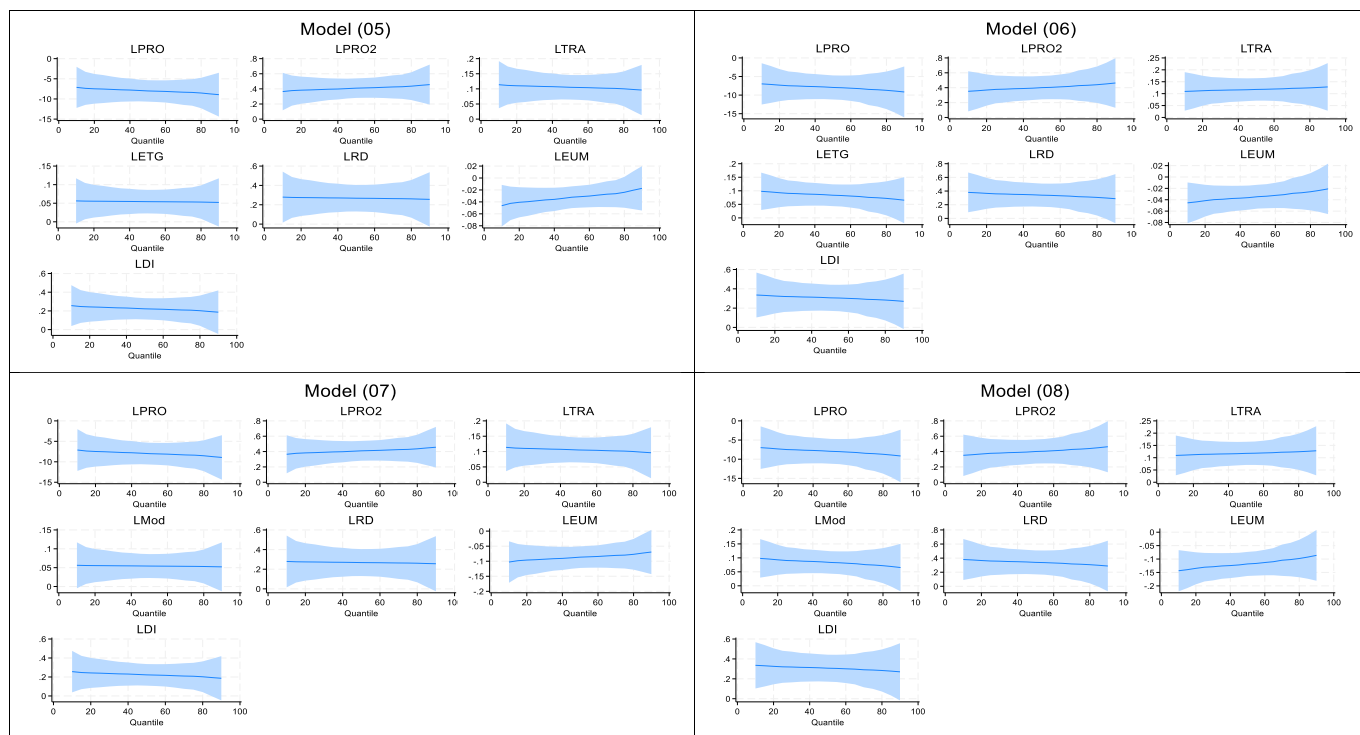 Model (05)
LPRO
0 -5 -10 -15
0 20 40 60 80 10
Quantile
LPRO2
.8 .6 .4 .2 0
0 20 40 60 80 10
Quantile
LTRA
.2 .15 .1 .05 0
0 20 40 60 80 100
Quantile
LETG
.15 .1 .05 0
0 20 40 60 80 10
Quantile
LRD
.6 .4 .2 0
0 20 40 60 80 10
Quantile
LEUM
.02 0 -.02 -.04 -.06 -.08
0 20 40 60 80 100
Quantile
LDI
.6 .4 .2 0
0 20 40 60 80 100
Quantile
Model (06)
LPRO
0 -5 -10 -15
0 20 40 60 80 10
Quantile
LPRO2
.8 .6 .4 .2 0
0 20 40 60 80 10
Quantile
LTRA
.25 .2 .15 .1 .05 0
0 20 40 60 80 100
Quantile
LETG
.2 .15 .1 .05 0
0 20 40 60 80 10
Quantile
LRD
.8 .6 .4 .2 0
0 20 40 60 80 10
Quantile
LEUM
.02 0 -.02 -.04 -.06 -.08
0 20 40 60 80 100
Quantile
LDI
.6 .4 .2 0
0 20 40 60 80 100
Quantile
Model (07)
LPRO
0 -5 -10 -15
0 20 40 60 80 10
Quantile
LPRO2
.8 .6 .4 .2 0
0 20 40 60 80 10
Quantile
LTRA
.2 .15 .1 .05 0
0 20 40 60 80 100
Quantile
LMod
.15 .1 .05 0
0 20 40 60 80 10
Quantile
LRD
.6 .4 .2 0
0 20 40 60 80 10
Quantile
LEUM
0 -.05 -.1 -.15 -.2
0 20 40 60 80 100
Quantile
LDI
.6 .4 .2 0
0 20 40 60 80 100
Quantile
Model (08)
LPRO
0 -5 -10 -15
0 20 40 60 80 10
Quantile
LPRO2
.8 .6 .4 .2 0
0 20 40 60 80 10
Quantile
LTRA
.25 .2 .15 .1 .05 0
0 20 40 60 80 100
Quantile
LMod
.2 .15 .1 .05 0
0 20 40 60 80 10
Quantile
LRD
.8 .6 .4 .2 0
0 20 40 60 80 10
Quantile
LEUM
0 -.05 -.1 -.15 -.2
0 20 40 60 80 100
Quantile
LDI
.6 .4 .2 0
0 20 40 60 80 100
Quantile